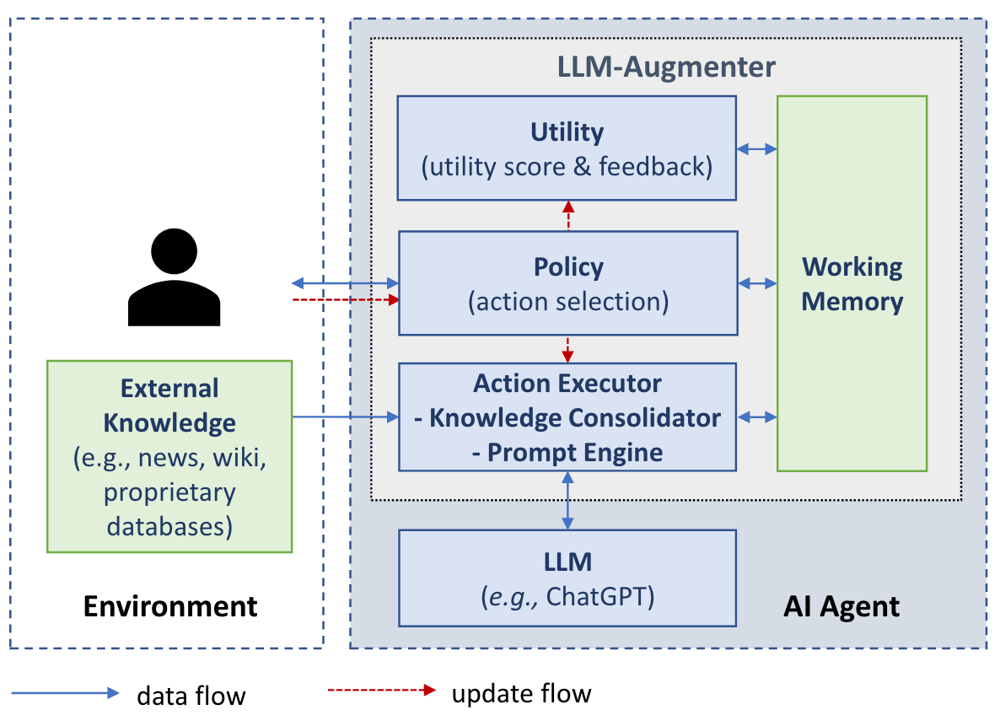 LLM-Augmenter
Utility
(utility score & feedback)
Policy
(action selection)
Working
Memory
Action Executor
- Knowledge Consolidator
- Prompt Engine
External
Knowledge
(e.g., news, wiki,
proprietary
databases)
LLM
(e.g., ChatGPT)
Environment
AI Agent
data flow
update flow